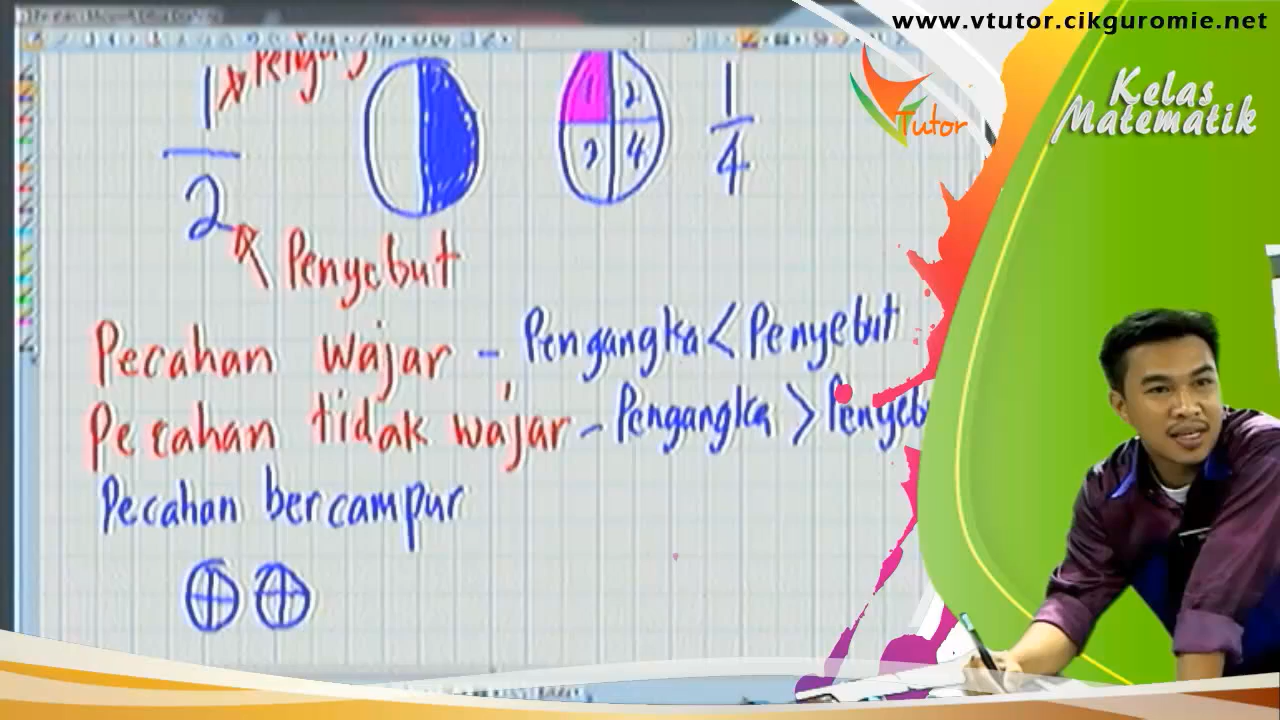 www.vtutor.cikguromie.net
Kelas
Matematik
Tutor
1
2
1 2
3 4
1
4
Penyebut
Pecahan wajar - Pengangka < Penyebut
Pecahan tidak wajar - Pengangka > Penyeb
Pecahan bercampur